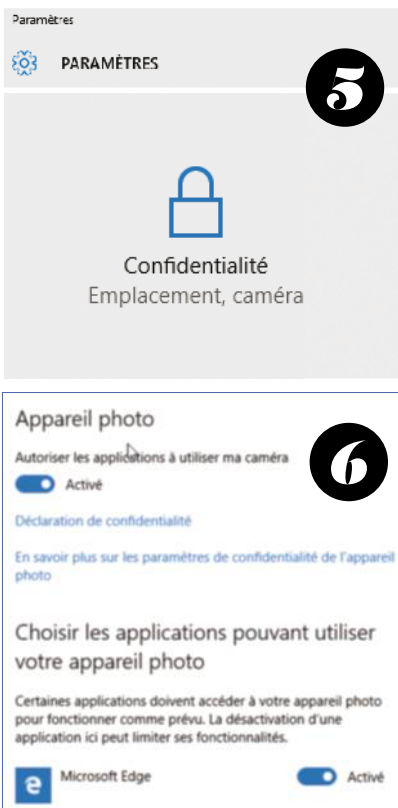 Paramètres
PARAMÈTRES
5
Confidentialité
Emplacement, caméra
Appareil photo
6
Autoriser les applications à utiliser ma caméra
Activé
Déclaration de confidentialité
En savoir plus sur les paramètres de confidentialité de l'appareil
photo
Choisir les applications pouvant utiliser
votre appareil photo
Certaines applications doivent accéder à votre appareil photo
pour fonctionner comme prévu. La désactivation d'une
application ici peut limiter ses fonctionnalités.
Microsoft Edge Activé